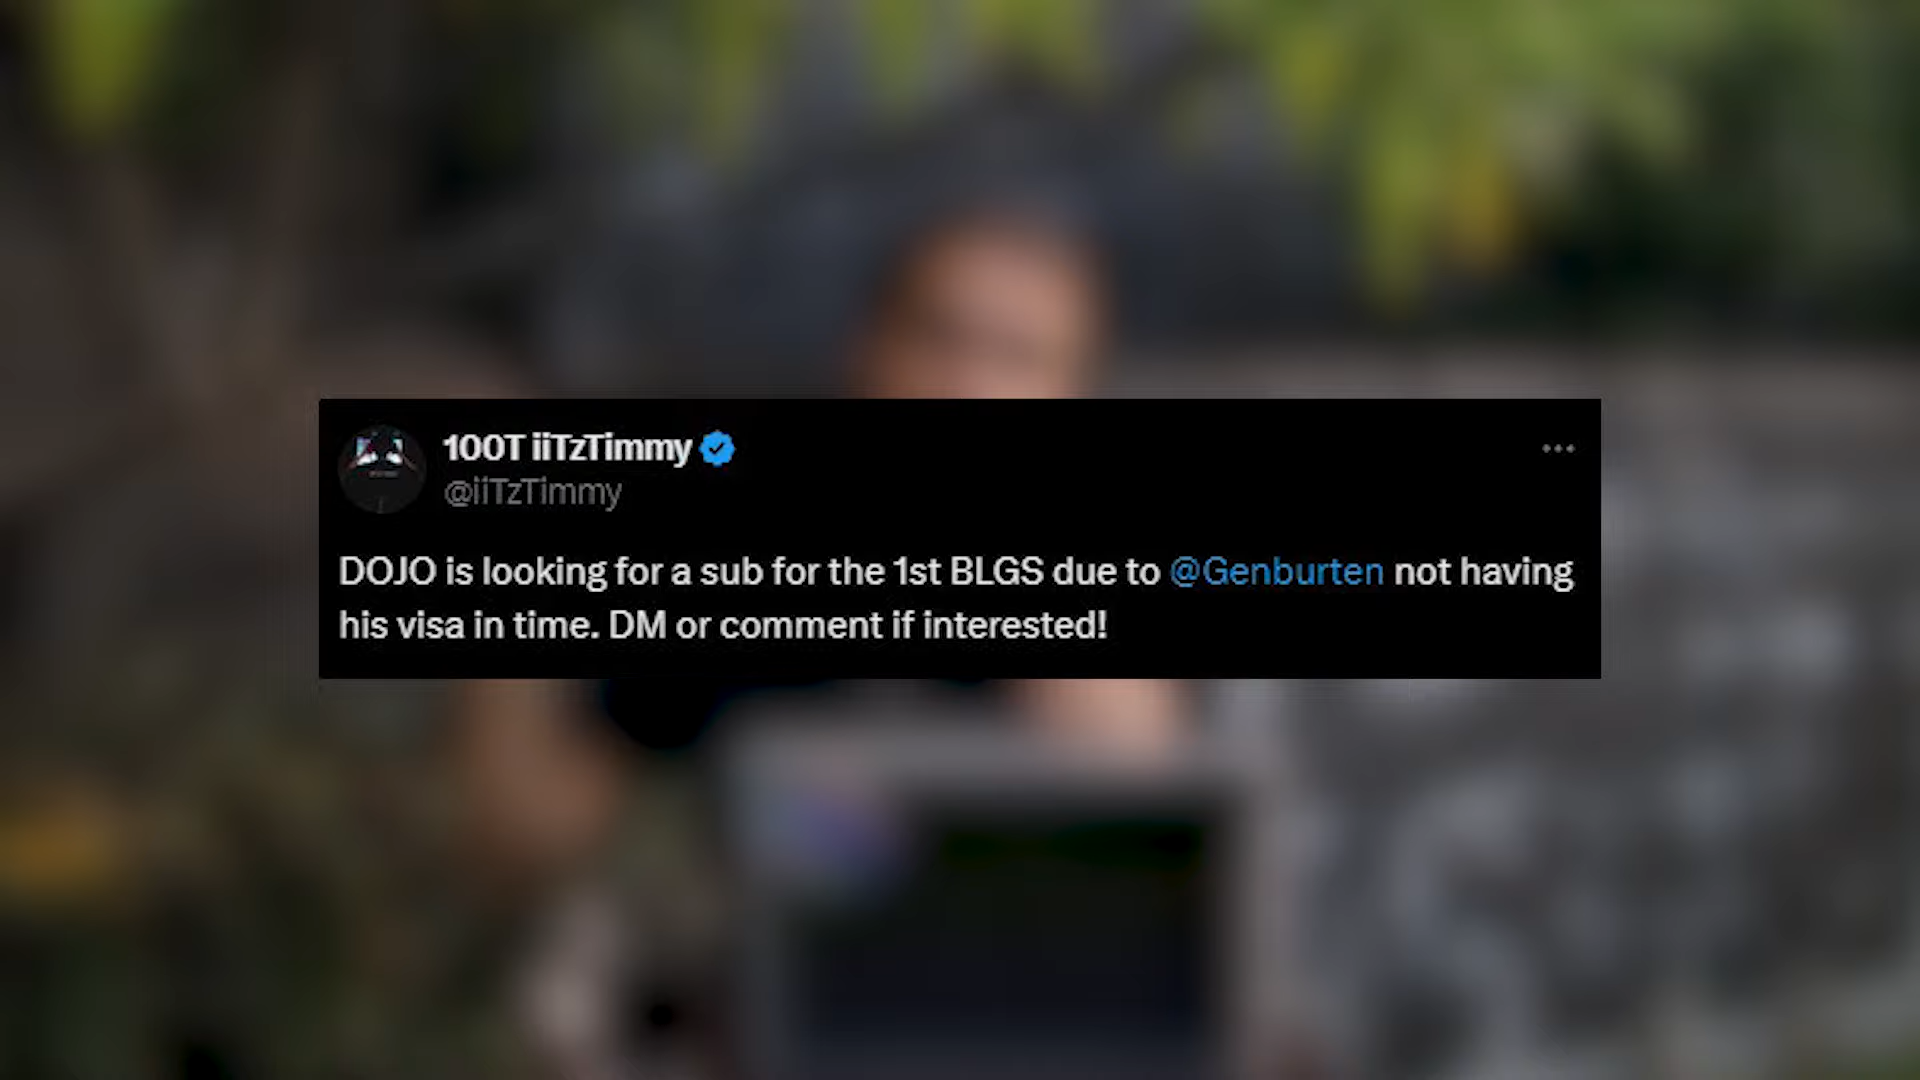 100T iiTzTimmy
@iiTzTimmy
DOJO is looking for a sub for the 1st BLGS due to @Genburten not having
his visa in time. DM or comment if interested!